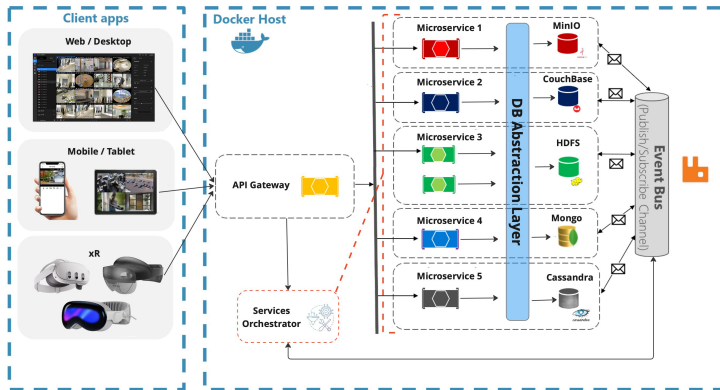 Client apps
Web / Desktop
Mobile / Tablet
xR
Docker Host
API Gateway
Services
Orchestrator
Microservice 1
Microservice 2
Microservice 3
Microservice 4
Microservice 5
DB Abstraction Layer
MinIO
CouchBase
HDFS
Mongo
Cassandra
cassandra
Event Bus
(Publish/Subscribe Channel)